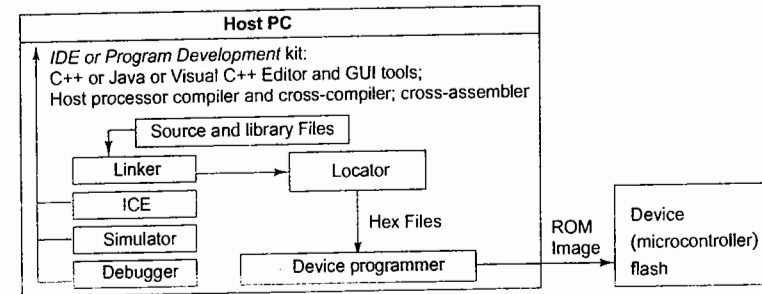 Host PC
IDE or Program Development kit:
C++ or Java or Visual C++ Editor and GUI tools;
Host processor compiler and cross-compiler; cross-assembler
Source and library Files
Linker
Locator
ICE
Hex Files
Simulator
Debugger
Device programmer
ROM
Image
Device
(microcontroller)
flash